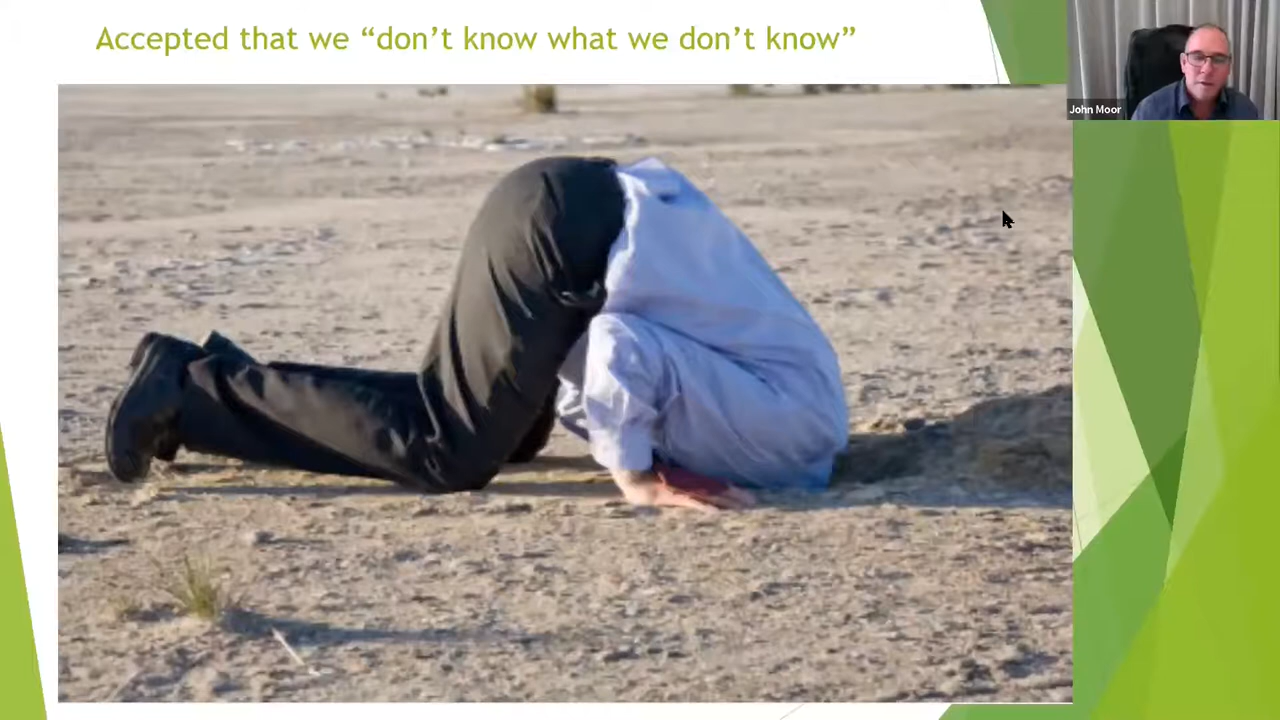 Accepted that we “don’t know what we don’t know”
John Moor